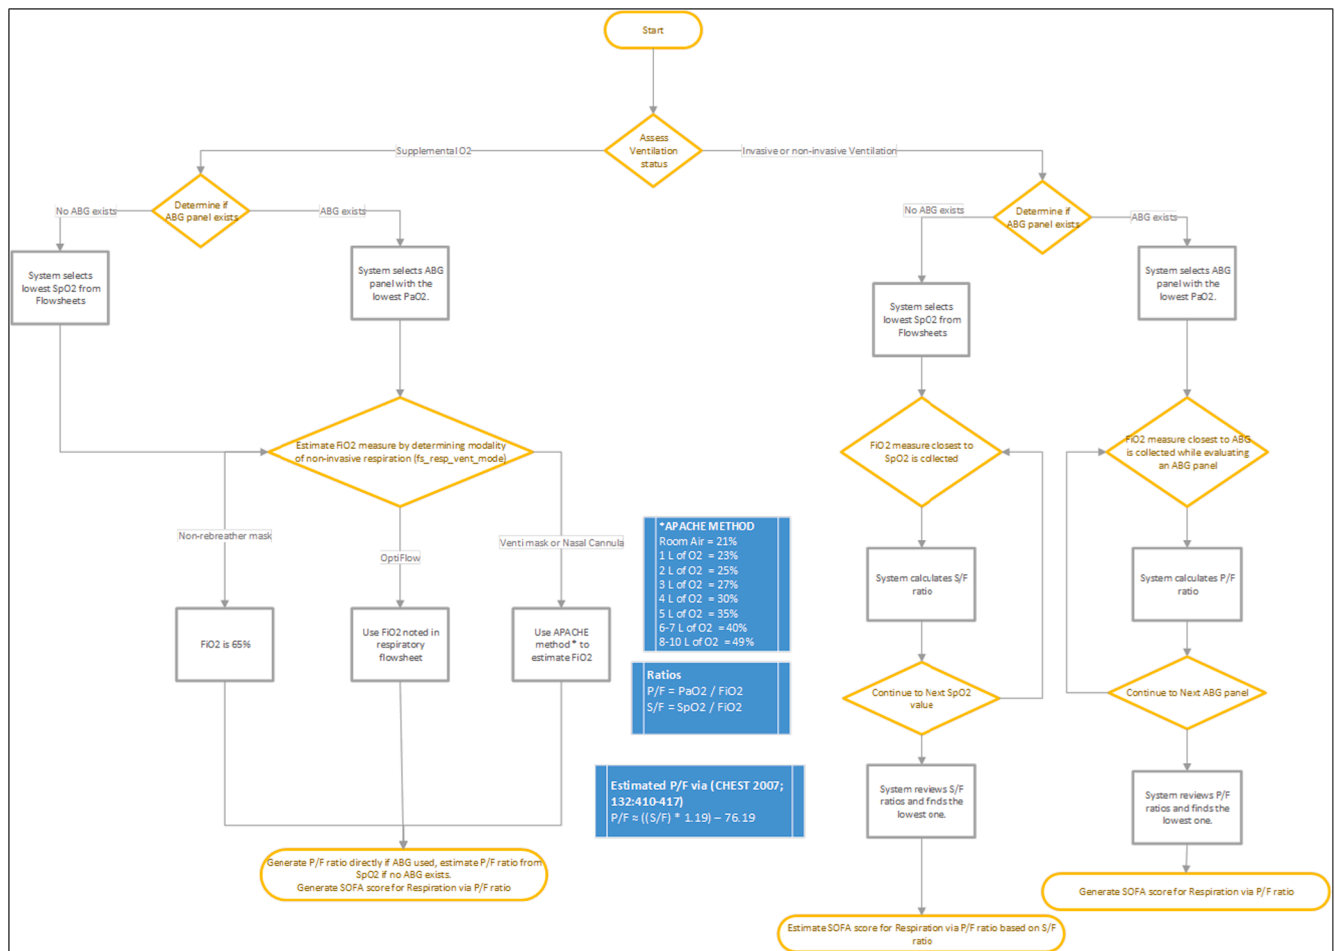 Start
Assess
Ventilation
status
Supplemental O2
Invasive or non-invasive Ventilation
Determine if
ABG panel exists
No ABG exists
ABG exists
System selects
lowest SpO2 from
Flowsheets
System selects ABG
panel with the
lowest PaO2.
Estimate FiO2 measure by determining modality
of non-invasive respiration (fs_resp_vent_mode)
Non-rebreather mask
OptiFlow
Venti mask or Nasal Cannula
FiO2 is 65%
Use FiO2 noted in
respiratory
flowsheet
Use APACHE
method * to
estimate FiO2
Generate P/F ratio directly if ABG used, estimate P/F ratio from
SpO2 if no ABG exists.
Generate SOFA score for Respiration via P/F ratio
*APACHE METHOD
Room Air = 21%
1 L of O2 = 23%
2 L of O2 = 25%
3 L of O2 = 27%
4 L of O2 = 30%
5 L of O2 = 35%
6-7 L of O2 = 40%
8-10 L of O2 = 49%
Ratios
P/F = PaO2 / FiO2
S/F = SpO2 / FiO2
Estimated P/F via (CHEST 2007;
132:410-417)
P/F ≈ ((S/F) * 1.19) – 76.19
Determine if
ABG panel exists
No ABG exists
ABG exists
System selects
lowest SpO2 from
Flowsheets
FiO2 measure closest to
SpO2 is collected
System calculates S/F
ratio
Continue to Next SpO2
value
System reviews S/F
ratios and finds the
lowest one.
Estimate SOFA score for Respiration via P/F ratio based on S/F
ratio
System selects ABG
panel with the
lowest PaO2.
FiO2 measure closest to ABG
is collected while evaluating
an ABG panel
System calculates P/F
ratio
Continue to Next ABG panel
System reviews P/F
ratios and finds the
lowest one.
Generate SOFA score for Respiration via P/F ratio